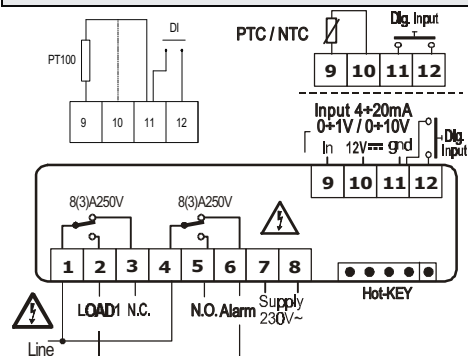 PT100
DI
9 10 11 12
PTC / NTC
Dig. Input
9 10 11 12
Input 4÷20mA
0÷1V / 0÷10V
In 12V gnd
Dig.
Input
9 10 11 12
8(3)A250V 8(3)A250V
1 2 3 4 5 6 7 8
LOAD1 N.C. N.O. Alarm Supply
230V~
Hot-KEY
Line